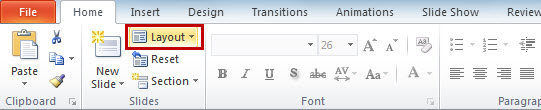 File Home Insert Design Transitions Animations Slide Show Review
Layout 26 A A Aa
Paste New Slide Reset
Section B I U S abc AV Aa A
Clipboard Slides Font Paragrap